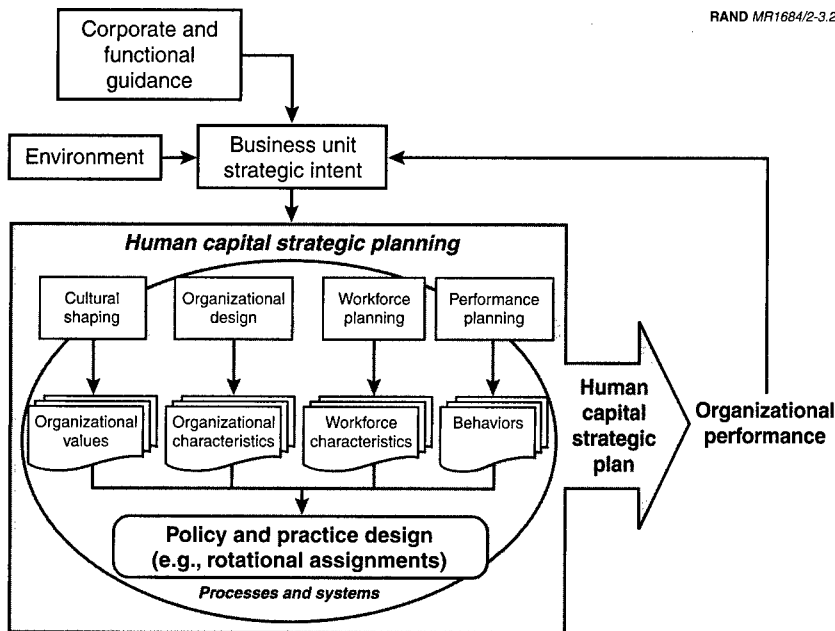 RAND MR1684/2-3.2
Corporate and
functional
guidance
Environment
Business unit
strategic intent
Human capital strategic planning
Cultural
shaping
Organizational
design
Workforce
planning
Performance
planning
Organizational
values
Organizational
characteristics
Workforce
characteristics
Behaviors
Policy and practice design
(e.g., rotational assignments)
Processes and systems
Human
capital
strategic
plan
Organizational
performance